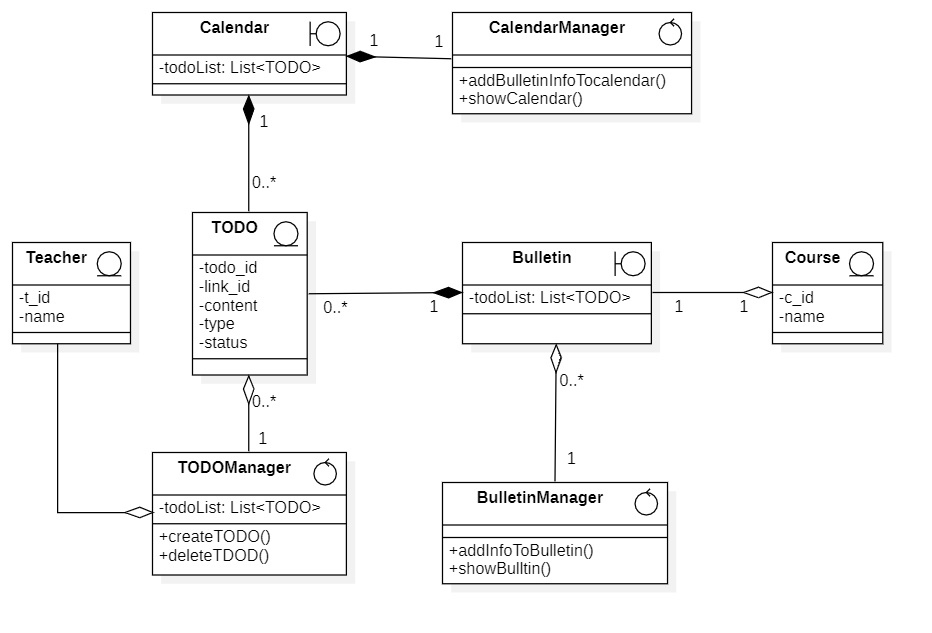 Calendar
-todoList: List<TODO>
1
1
CalendarManager
+addBulletinInfoTocalendar()
+showCalendar()
1
0..*
TODO
-todo_id
-link_id
-content
-type
-status
Teacher
-t_id
-name
0..*
1
Bulletin
-todoList: List<TODO>
1
1
Course
-c_id
-name
0..*
1
0..*
1
TODOManager
-todoList: List<TODO>
+createTODO()
+deleteTDOD()
BulletinManager
+addInfoToBulletin()
+showBulltin()